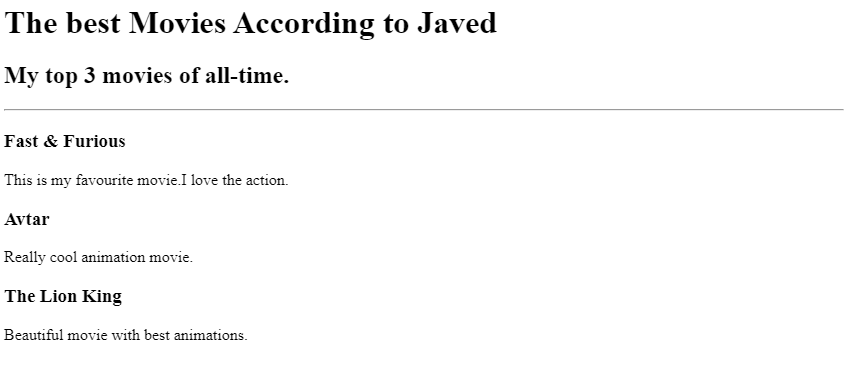 The best Movies According to Javed
My top 3 movies of all-time.
Fast & Furious
This is my favourite movie.I love the action.
Avtar
Really cool animation movie.
The Lion King
Beautiful movie with best animations.